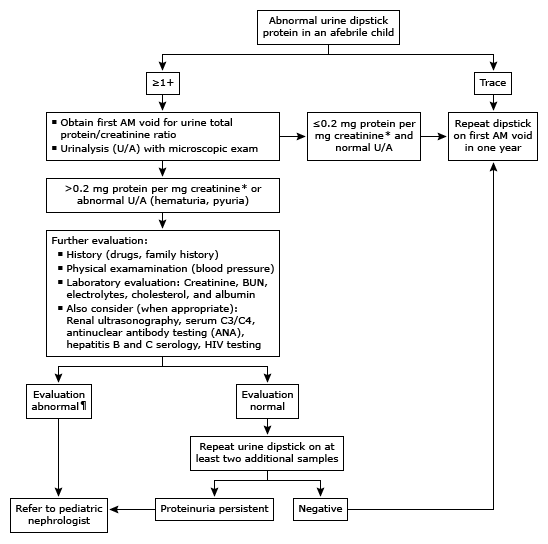 Abnormal urine dipstick
protein in an afebrile child
≥1+
Trace
▪ Obtain first AM void for urine total
protein/creatinine ratio
▪ Urinalysis (U/A) with microscopic exam
≤0.2 mg protein per
mg creatinine* and
normal U/A
Repeat dipstick
on first AM void
in one year
>0.2 mg protein per mg creatinine* or
abnormal U/A (hematuria, pyuria)
Further evaluation:
▪ History (drugs, family history)
▪ Physical examamination (blood pressure)
▪ Laboratory evaluation: Creatinine, BUN,
electrolytes, cholesterol, and albumin
▪ Also consider (when appropriate):
Renal ultrasonography, serum C3/C4,
antinuclear antibody testing (ANA),
hepatitis B and C serology, HIV testing
Evaluation
abnormal¶
Evaluation
normal
Repeat urine dipstick on at
least two additional samples
Refer to pediatric
nephrologist
Proteinuria persistent
Negative